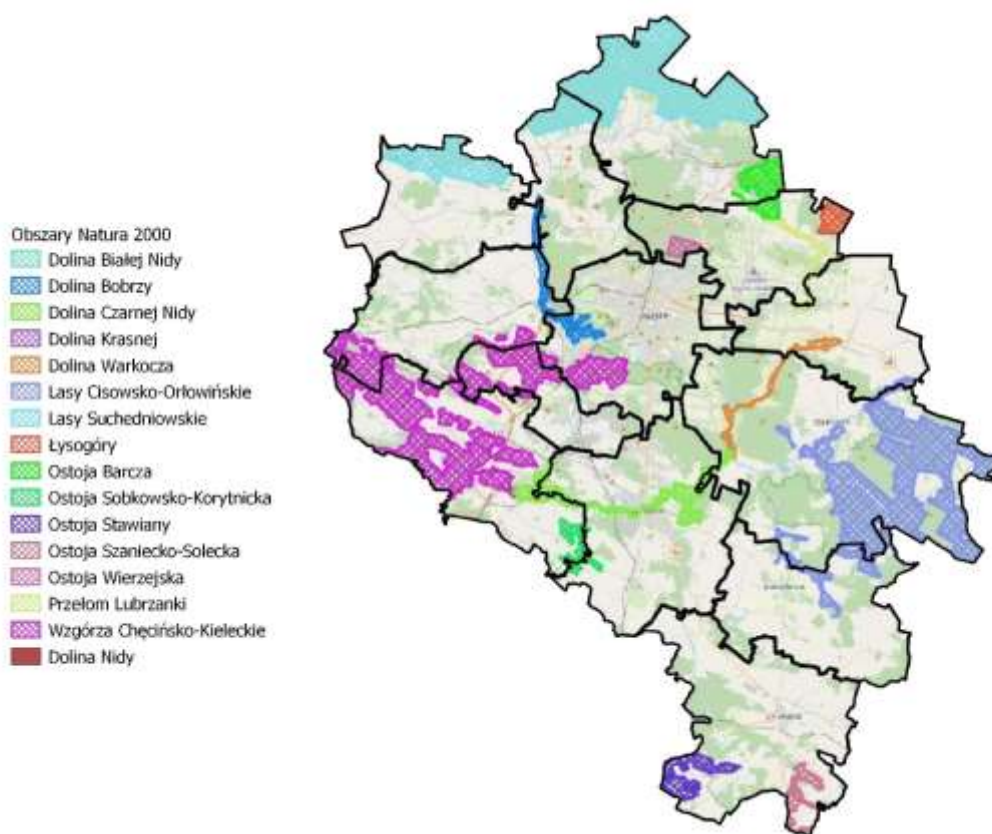 Obszary Natura 2000
Dolina Białej Nidy
Dolina Bobrzy
Dolina Czarnej Nidy
Dolina Krasnej
Dolina Warkocza
Lasy Cisowsko-Orłowińskie
Lasy Suchedniowskie
Łysogóry
Ostoja Barcza
Ostoja Sobkowsko-Korytnicka
Ostoja Stawiany
Ostoja Szaniecko-Solecka
Ostoja Wierzejska
Przełom Lubrzanki
Wzgórza Chęcińsko-Kieleckie
Dolina Nidy